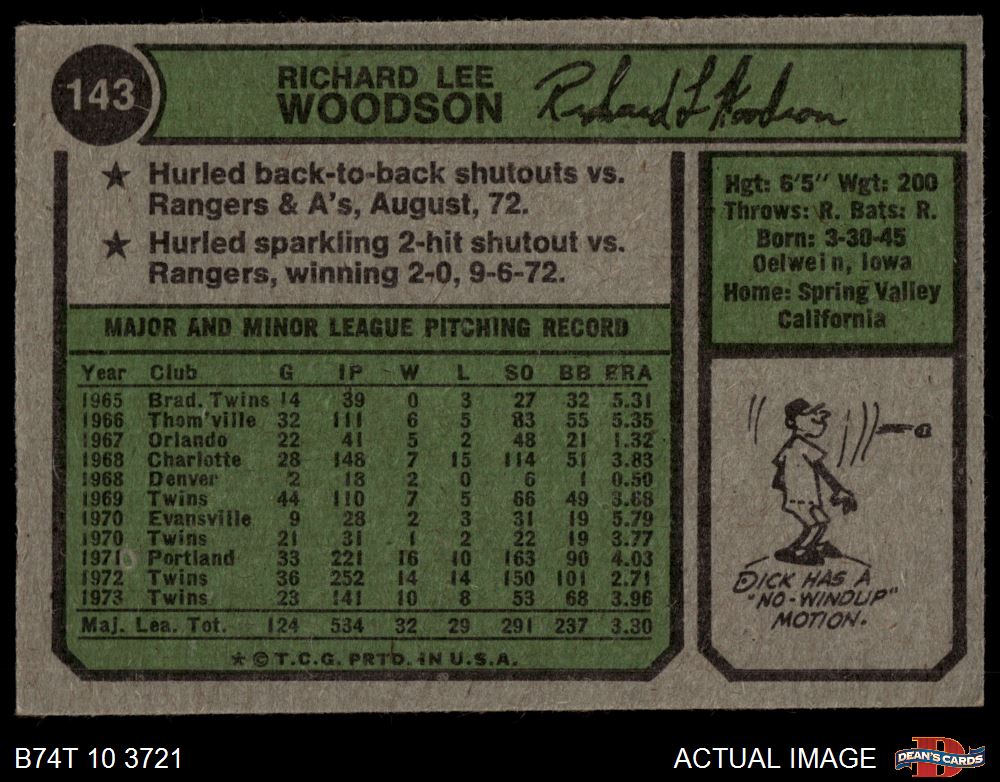 143
RICHARD LEE
WOODSON
Richard L Woodson
★ Hurled back-to-back shutouts vs.
Rangers & A's, August, 72.
★ Hurled sparkling 2-hit shutout vs.
Rangers, winning 2-0, 9-6-72.
Hgt: 6'5" Wgt: 200
Throws: R. Bats: R.
Born: 3-30-45
Oelwein, Iowa
Home: Spring Valley
California
MAJOR AND MINOR LEAGUE PITCHING RECORD
Year Club G IP W L SO BB ERA
1965 Brad. Twins 14 39 0 3 27 32 5.31
1966 Thom'ville 32 111 6 5 83 55 5.35
1967 Orlando 22 41 5 2 48 21 1.32
1968 Charlotte 28 148 7 15 114 51 3.83
1968 Denver 2 18 2 0 6 1 0.50
1969 Twins 44 110 7 5 66 49 3.68
1970 Evansville 9 28 2 3 31 19 5.79
1970 Twins 21 31 1 2 22 19 3.77
1971 Portland 33 221 16 10 163 90 4.03
1972 Twins 36 252 14 14 150 101 2.71
1973 Twins 23 141 10 8 53 68 3.96
Maj. Lea. Tot. 124 534 32 29 291 237 3.30
★ © T.C.G. PRTD. IN U.S.A.
DICK HAS A
"NO-WINDUP"
MOTION.
B74T 10 3721
ACTUAL IMAGE
D
DEAN'S CARDS